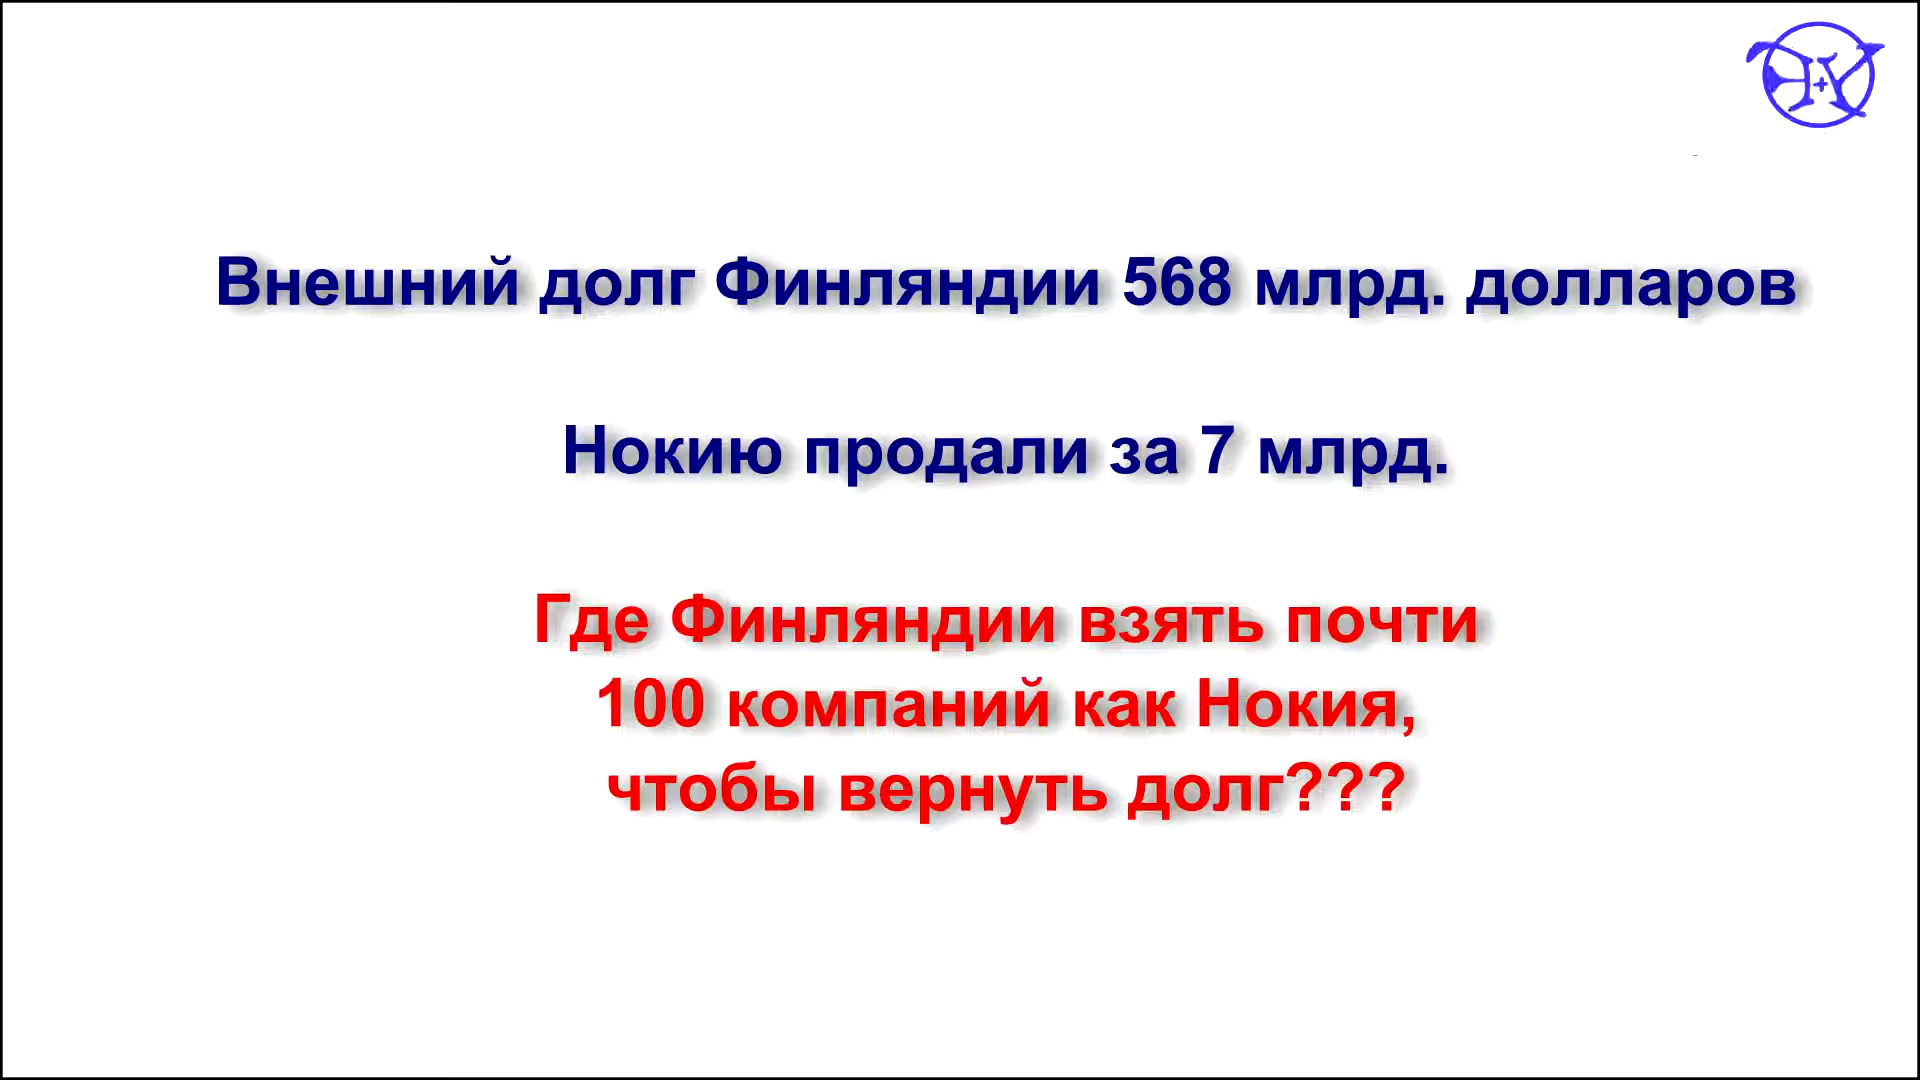 Внешний долг Финляндии 568 млрд. долларов
Нокию продали за 7 млрд.
Где Финляндии взять почти
100 компаний как Нокия,
чтобы вернуть долг???